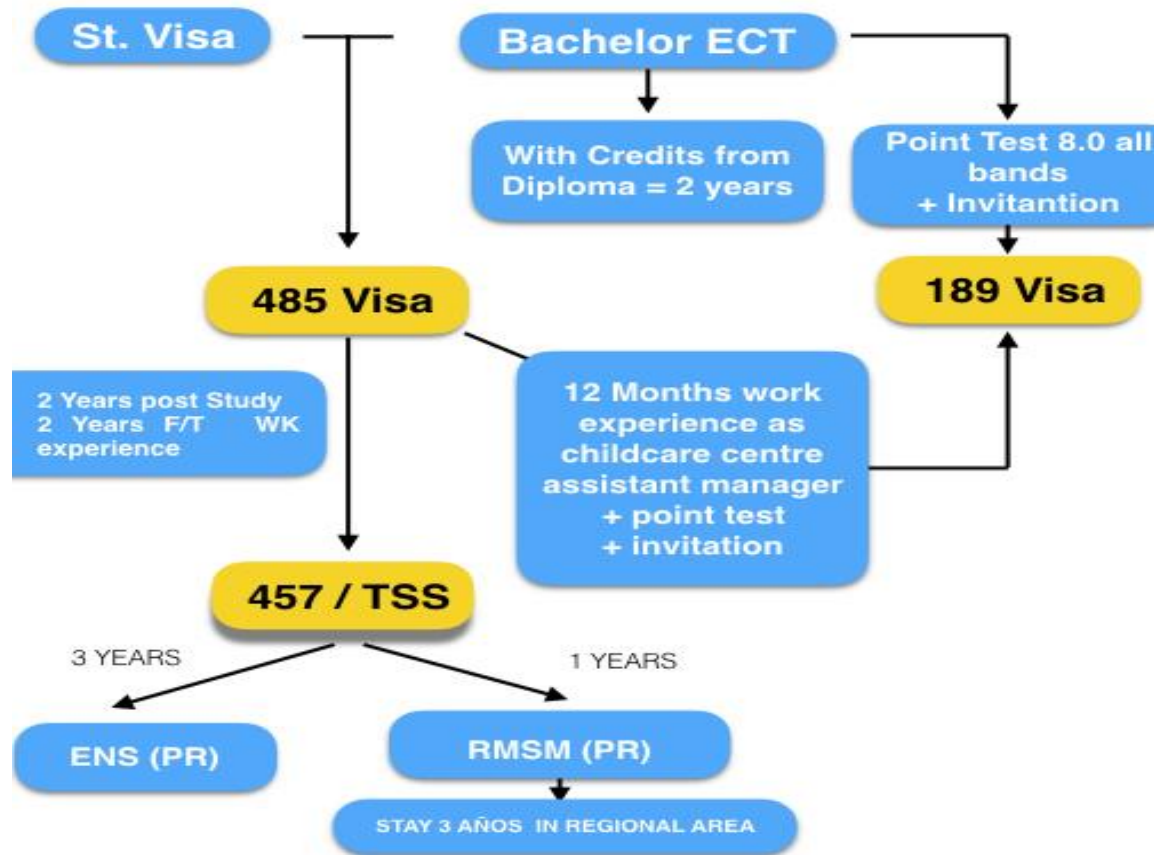 St. Visa
Bachelor ECT
With Credits from
Diploma = 2 years
Point Test 8.0 all
bands
+ Invitantion
485 Visa
189 Visa
2 Years post Study
2 Years F/T WK
experience
12 Months work
experience as
childcare centre
assistant manager
+ point test
+ invitation
457 / TSS
3 YEARS
1 YEARS
ENS (PR)
RMSM (PR)
STAY 3 AÑOS IN REGIONAL AREA